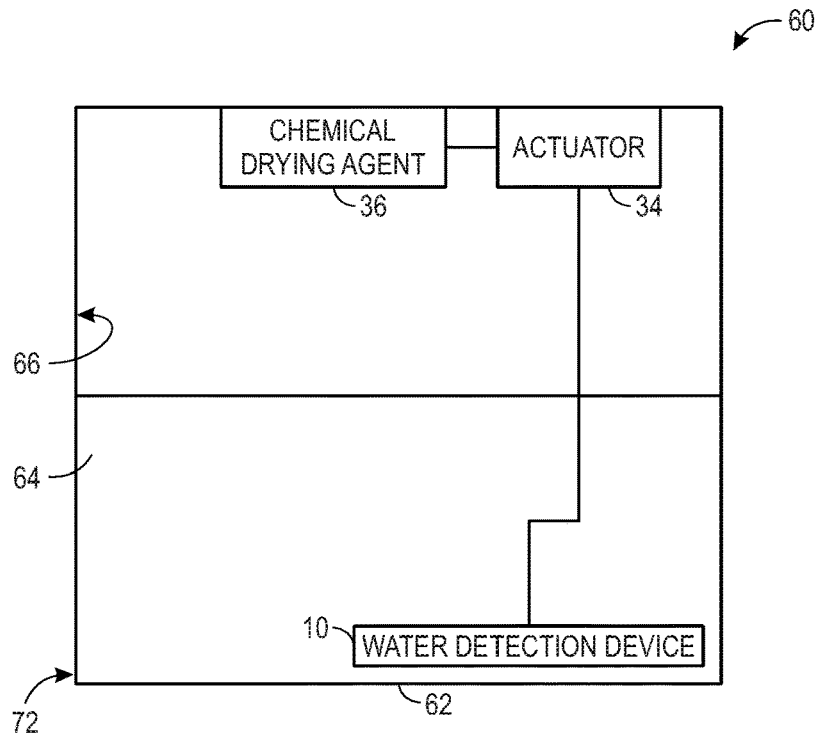 60
CHEMICAL
DRYING AGENT
ACTUATOR
36
34
66
64
10
WATER DETECTION DEVICE
72
62